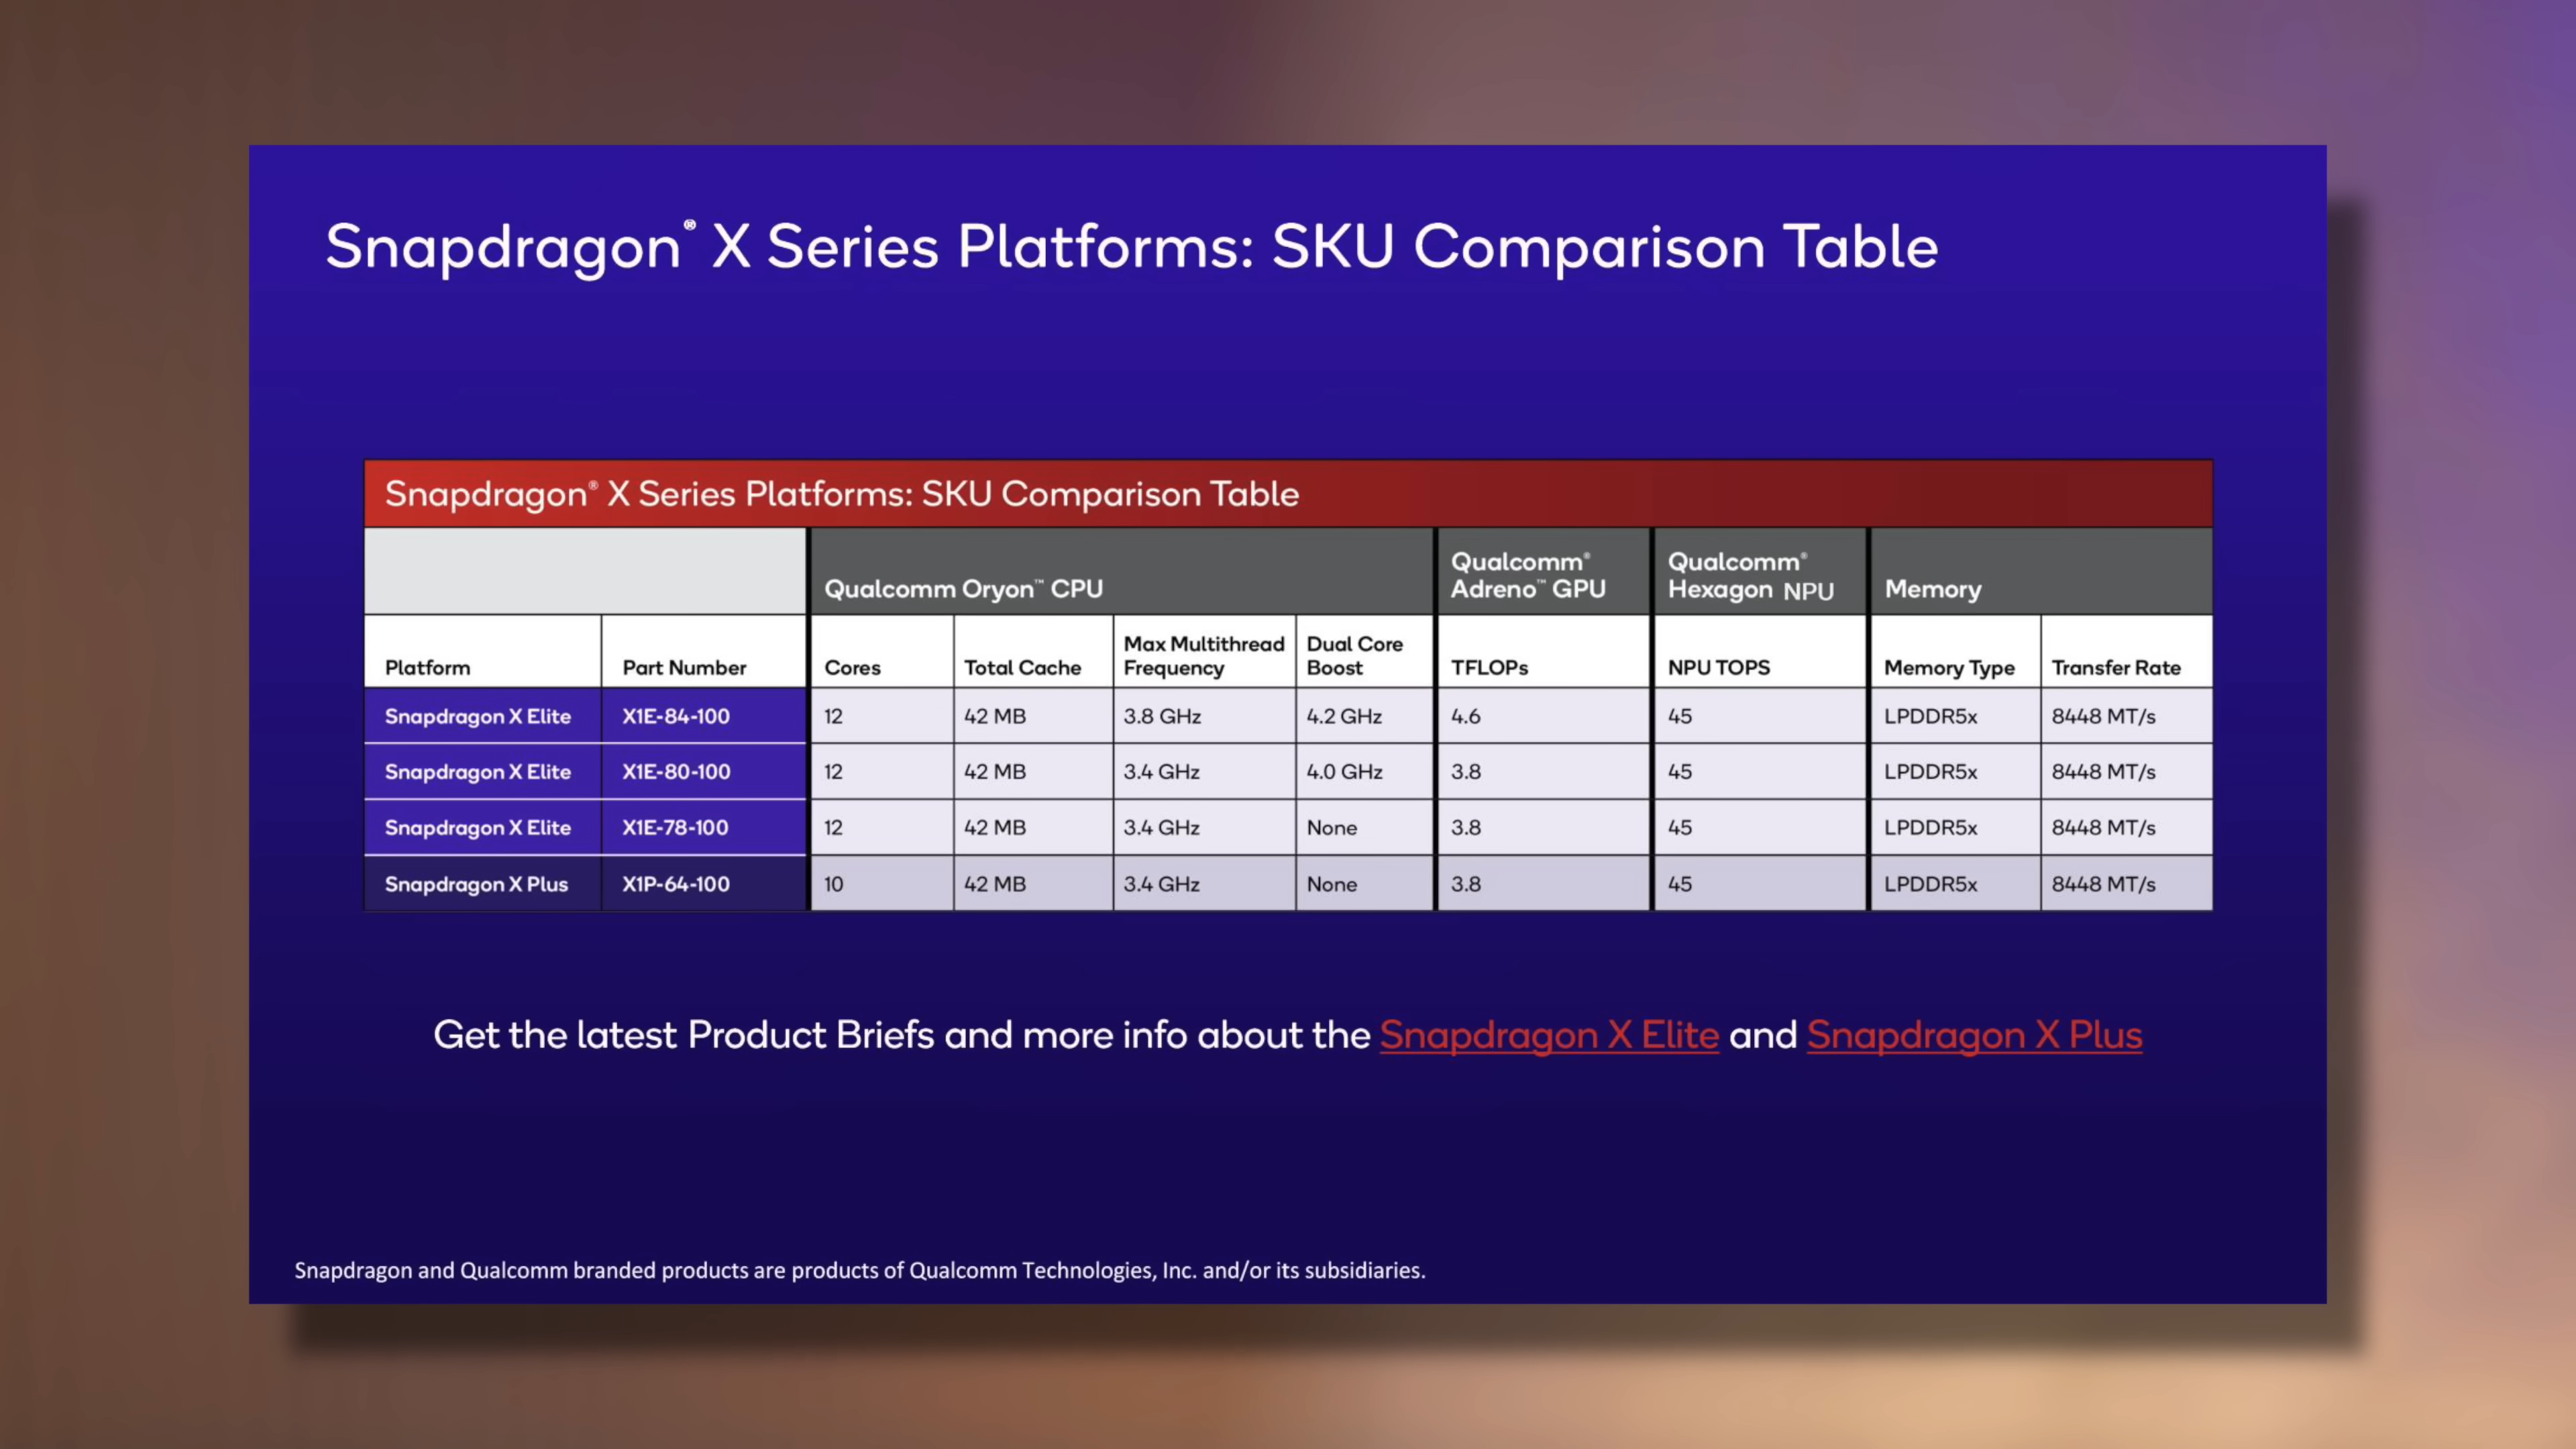 Snapdragon® X Series Platforms: SKU Comparison Table
Snapdragon® X Series Platforms: SKU Comparison Table
Qualcomm Oryon™ CPU
Qualcomm®
Adreno™ GPU
Qualcomm®
Hexagon NPU
Memory
Platform
Part Number
Cores
Total Cache
Max Multithread
Frequency
Dual Core
Boost
TFLOPs
NPU TOPS
Memory Type
Transfer Rate
Snapdragon X Elite X1E-84-100 12 42 MB 3.8 GHz 4.2 GHz 4.6 45 LPDDR5x 8448 MT/s
Snapdragon X Elite X1E-80-100 12 42 MB 3.4 GHz 4.0 GHz 3.8 45 LPDDR5x 8448 MT/s
Snapdragon X Elite X1E-78-100 12 42 MB 3.4 GHz None 3.8 45 LPDDR5x 8448 MT/s
Snapdragon X Plus X1P-64-100 10 42 MB 3.4 GHz None 3.8 45 LPDDR5x 8448 MT/s
Get the latest Product Briefs and more info about the Snapdragon X Elite and Snapdragon X Plus
Snapdragon and Qualcomm branded products are products of Qualcomm Technologies, Inc. and/or its subsidiaries.